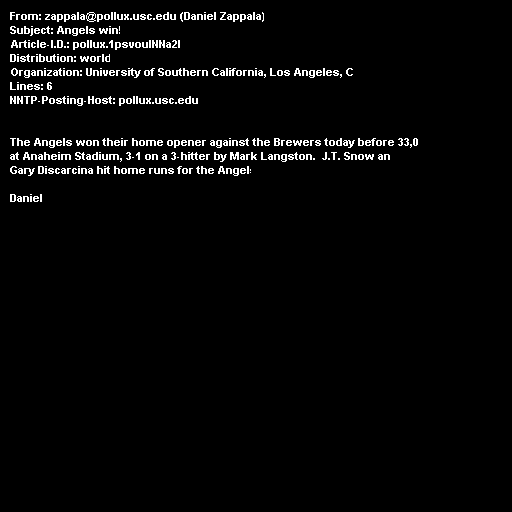 From: zappala@pollux.usc.edu (Daniel Zappala)
Subject: Angels win!
Article-I.D.: pollux.1psvouINNa2l
Distribution: world
Organization: University of Southern California, Los Angeles, C
Lines: 6
NNTP-Posting-Host: pollux.usc.edu
The Angels won their home opener against the Brewers today before 33,0
at Anaheim Stadium, 3-1 on a 3-hitter by Mark Langston. J.T. Snow an
Gary Discarcina hit home runs for the Angel
Daniel